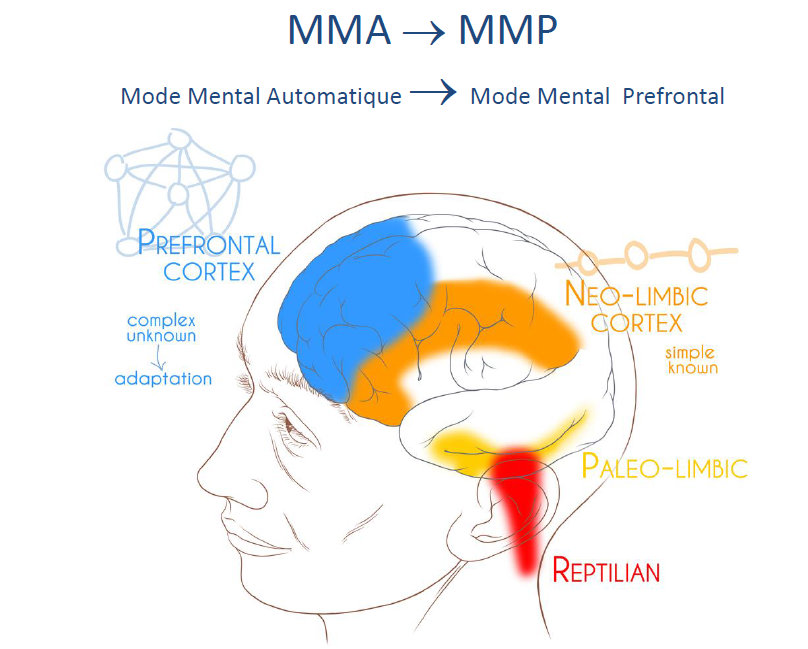 MMA → MMP
Mode Mental Automatique → Mode Mental Prefrontal
PREFRONTAL
CORTEX
complex
unknown
adaptation
NEO-LIMBIC
CORTEX
simple
known
PALEO-LIMBIC
REPTILIAN